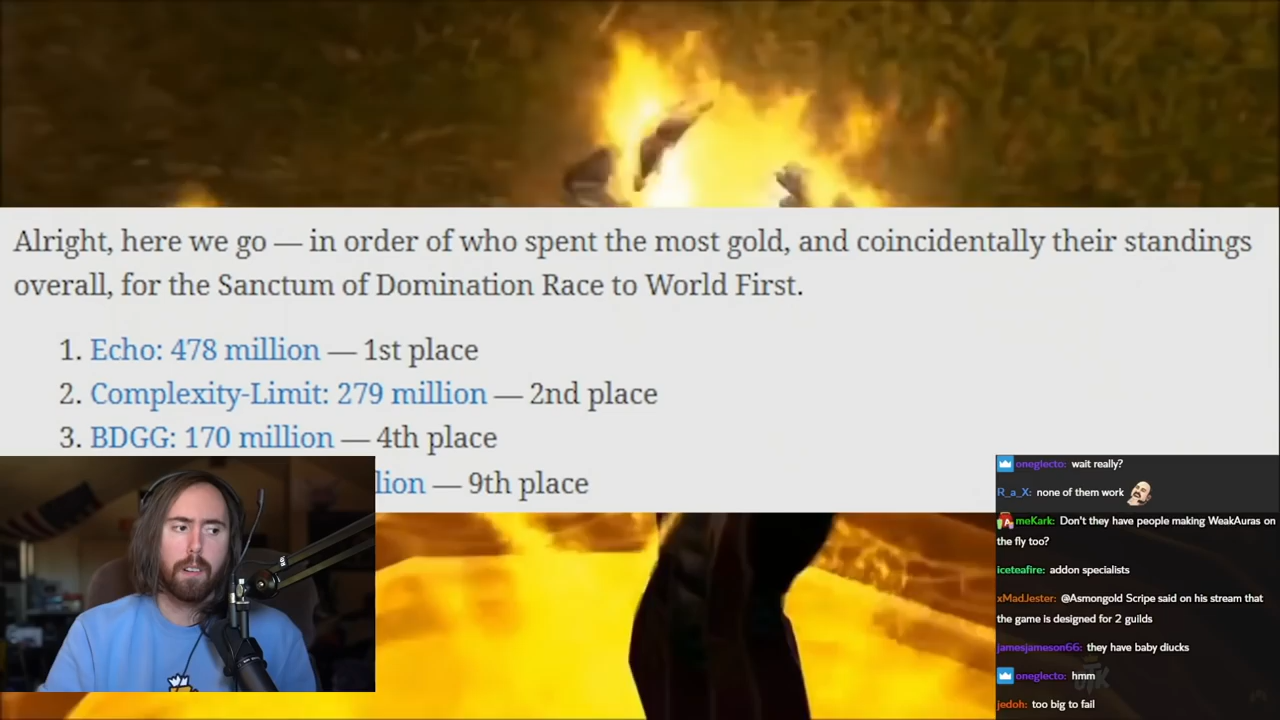 Alright, here we go — in order of who spent the most gold, and coincidentally their standings
overall, for the Sanctum of Domination Race to World First.
1. Echo: 478 million — 1st place
2. Complexity-Limit: 279 million — 2nd place
3. BDGG: 170 million — 4th place
lion — 9th place
oneglecto: wait really?
R_a_X: none of them work
meKark: Don't they have people making WeakAuras on
the fly too?
iceteafire: addon specialists
xMadJester: @Asmongold Scripe said on his stream that
the game is designed for 2 guilds
jamesjameson66: they have baby diucks
oneglecto: hmm
jedoh: too big to fail